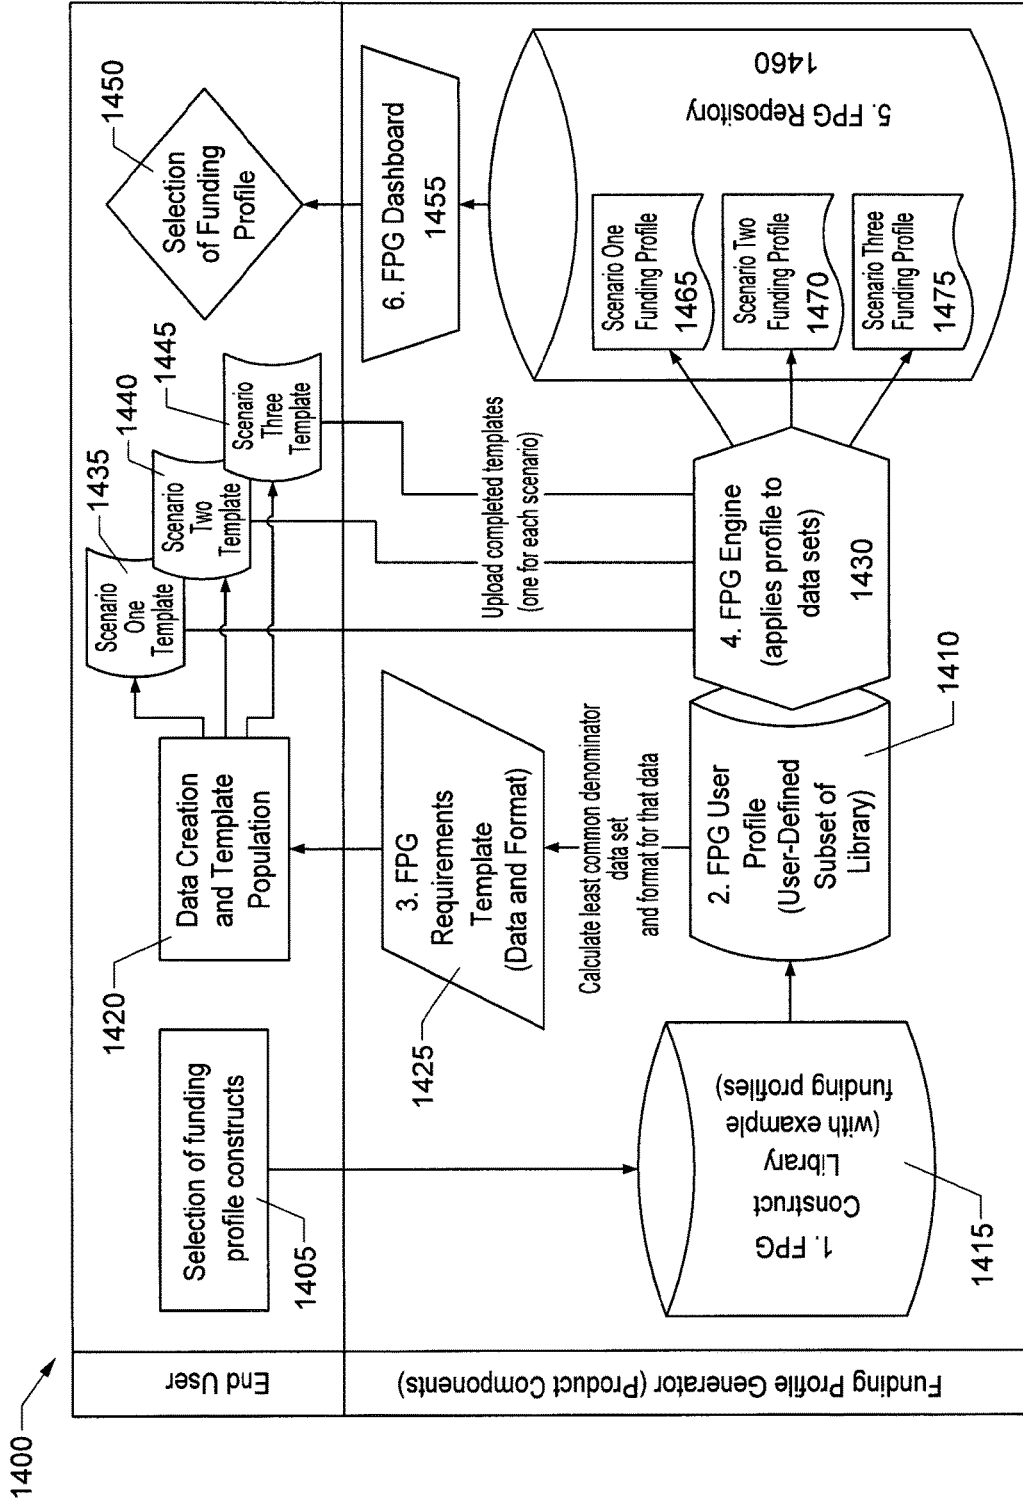 1400
End User
Selection of funding
profile constructs
1405
1420
Data Creation
and Template
Population
1435
Scenario
One
Template
1440
Scenario
Two
Template
1445
Scenario
Three
Template
1450
Selection
of Funding
Profile
Funding Profile Generator (Product Components)
1. FPG
Construct
Library
(with example
funding profiles)
1415
1425
3. FPG
Requirements
Template
(Data and Format)
Calculate least common denominator
data set
and format for that data
2. FPG User
Profile
(User-Defined
Subset of
Library)
1410
Upload completed templates
(one for each scenario)
4. FPG Engine
(applies profile to
data sets)
1430
6. FPG Dashboard
1455
Scenario One
Funding Profile
1465
Scenario Two
Funding Profile
1470
Scenario Three
Funding Profile
1475
5. FPG Repository
1460